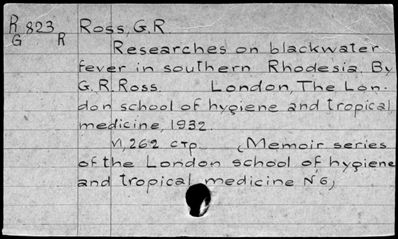 R 823 Ross, G.R.
G R
Researches on blackwater
fever in southern Rhodesia. By
G.R. Ross. London, The Lon-
don school of hygiene and tropical
medicine, 1932.
VI, 262 стр. (Memoir series
of the London school of hygiene
and tropical medicine N 6)